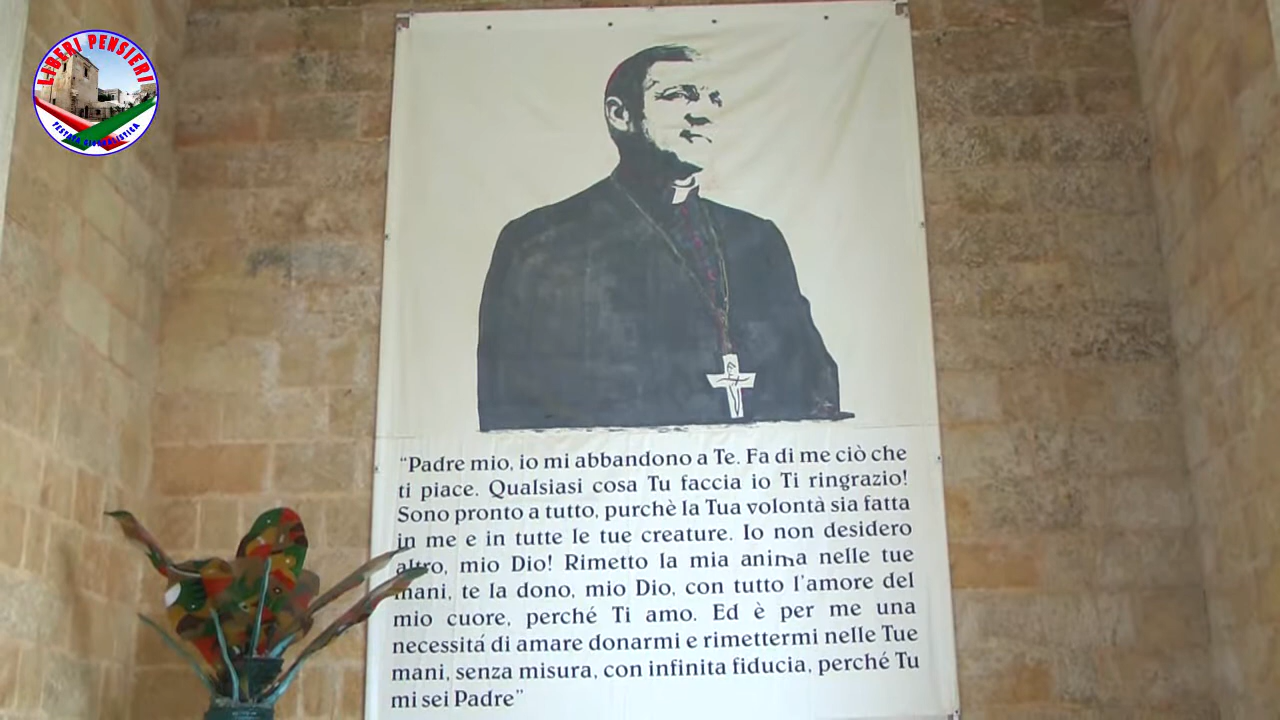 LIBERI PENSIERI
TESTATA GIORNALISTICA
“Padre mio, io mi abbandono a Te. Fa di me ciò che
ti piace. Qualsiasi cosa Tu faccia io Ti ringrazio!
Sono pronto a tutto, purchè la Tua volontà sia fatta
in me e in tutte le tue creature. Io non desidero
altro, mio Dio! Rimetto la mia anima nelle tue
mani, te la dono, mio Dio, con tutto l'amore del
mio cuore, perché Ti amo. Ed è per me una
necessitá di amare donarmi e rimettermi nelle Tue
mani, senza misura, con infinita fiducia, perché Tu
mi sei Padre”